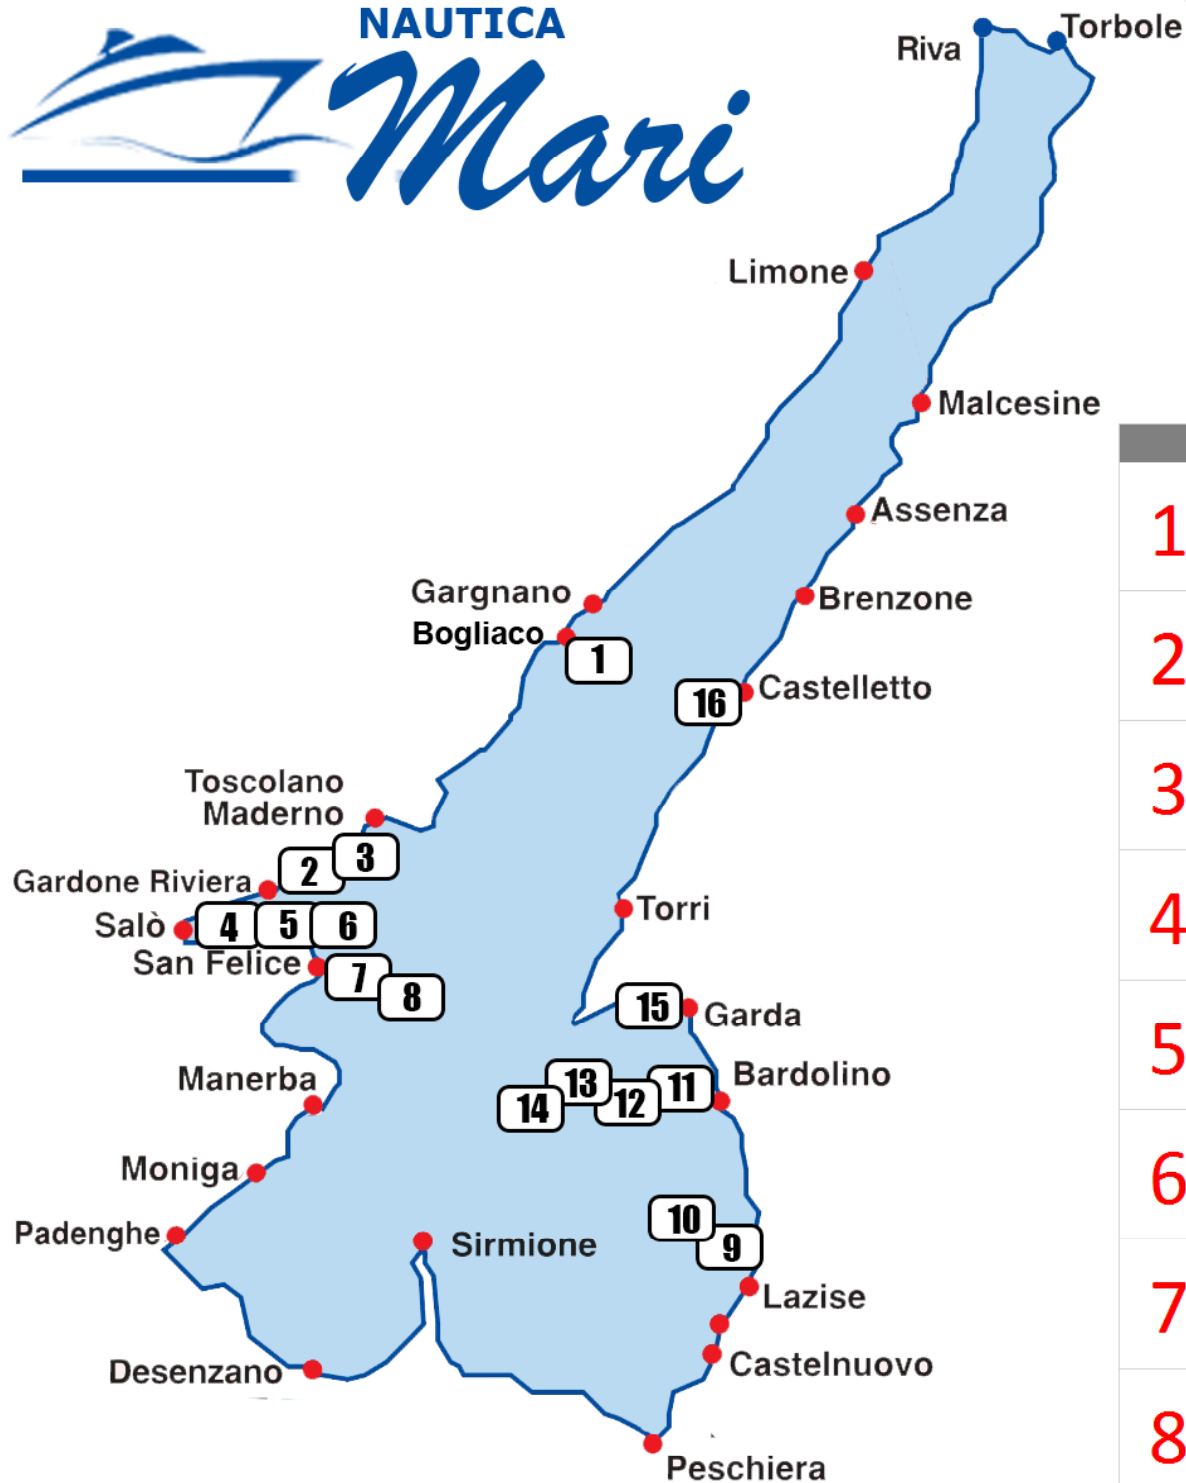 NAUTICA
Mari
Riva
Torbole
Limone
Malcesine
Assenza
Gargnano
Brenzone
Bogliaco
1
Castelletto
16
Toscolano
Maderno
3
2
Gardone Riviera
Salò
4
5
6
Torri
San Felice
7
8
15
Garda
Manerba
13
11
Bardolino
14
12
Moniga
10
Padenghe
Sirmione
9
Lazise
Desenzano
Castelnuovo
Peschiera
1
2
3
4
5
6
7
8